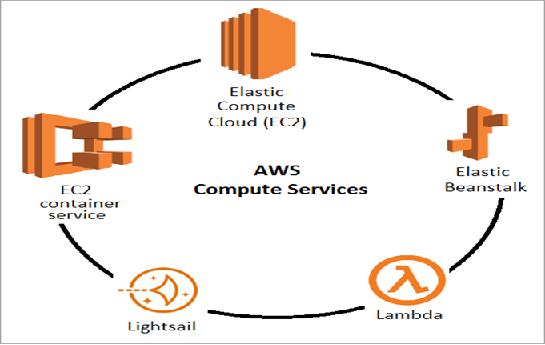 Elastic
Compute
Cloud (EC2)
AWS
Compute Services
Elastic
Beanstalk
EC2
container
service
Lambda
Lightsail